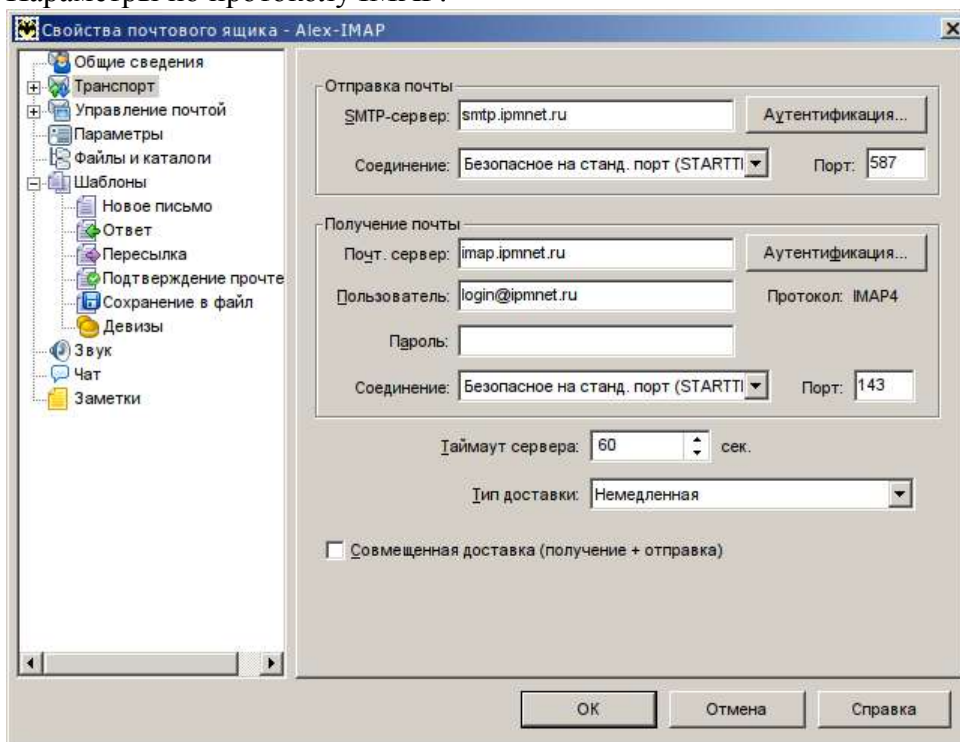 Параметры по протоколу IMAP:
Свойства почтового ящика - Alex-IMAP
Общие сведения
Транспорт
Управление почтой
Параметры
Файлы и каталоги
Шаблоны
Новое письмо
Ответ
Пересылка
Подтверждение прочте
Сохранение в файл
Девизы
Звук
Чат
Заметки
Отправка почты
SMTP-сервер: smtp.ipmnet.ru Аутентификация...
Соединение: Безопасное на станд. порт (STARTTI Порт: 587
Получение почты
Почт. сервер: imap.ipmnet.ru Аутентификация...
Пользователь: login@ipmnet.ru Протокол: IMAP4
Пароль:
Соединение: Безопасное на станд. порт (STARTTI Порт: 143
Таймаут сервера: 60 сек.
Тип доставки: Немедленная
Совмещенная доставка (получение + отправка)
OK Отмена Справка